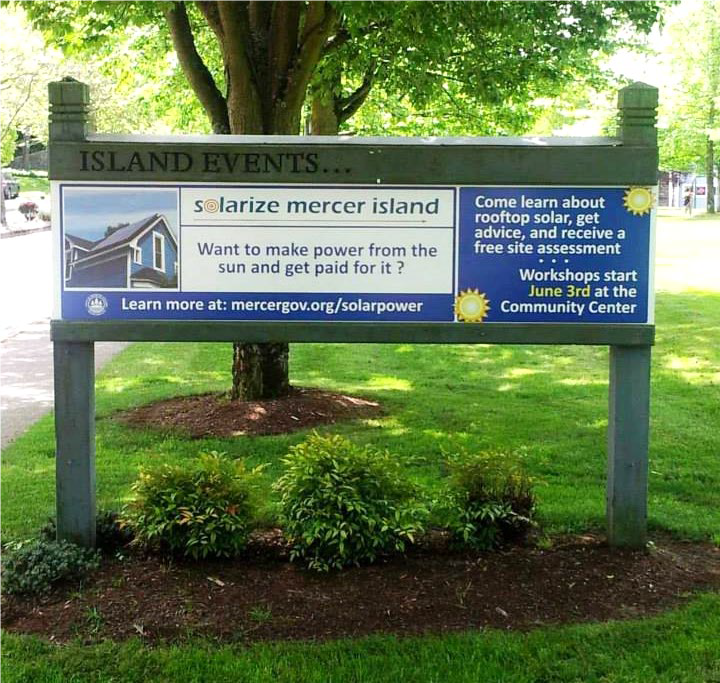 ISLAND EVENTS...
solarize mercer island
Want to make power from the
sun and get paid for it ?
Learn more at: mercergov.org/solarpower
Come learn about
rooftop solar, get
advice, and receive a
free site assessment
• • •
Workshops start
June 3rd at the
Community Center